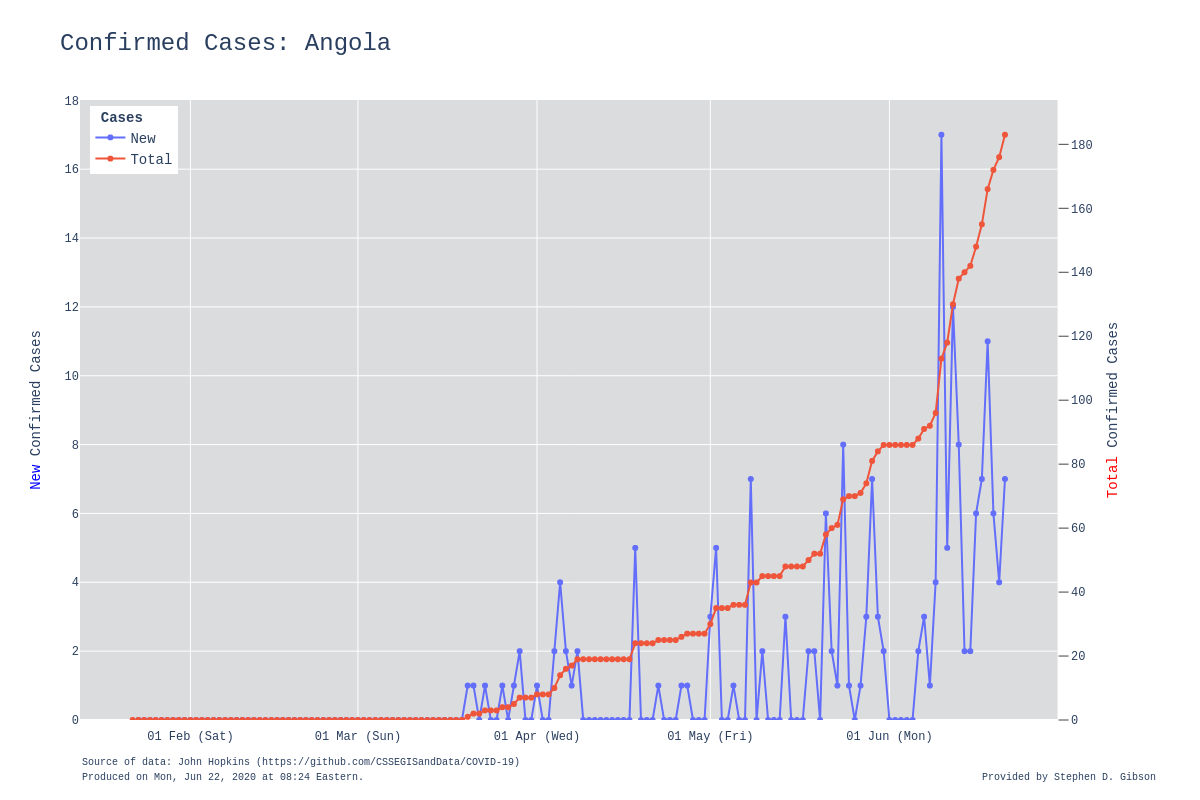 Confirmed Cases: Angola
Cases
New
Total
18
16
14
12
10
8
6
4
2
0
180
160
140
120
100
80
60
40
20
0
New Confirmed Cases
Total Confirmed Cases
01 Feb (Sat)
01 Mar (Sun)
01 Apr (Wed)
01 May (Fri)
01 Jun (Mon)
Source of data: John Hopkins (https://github.com/CSSEGISandData/COVID-19)
Produced on Mon, Jun 22, 2020 at 08:24 Eastern.
Provided by Stephen D. Gibson